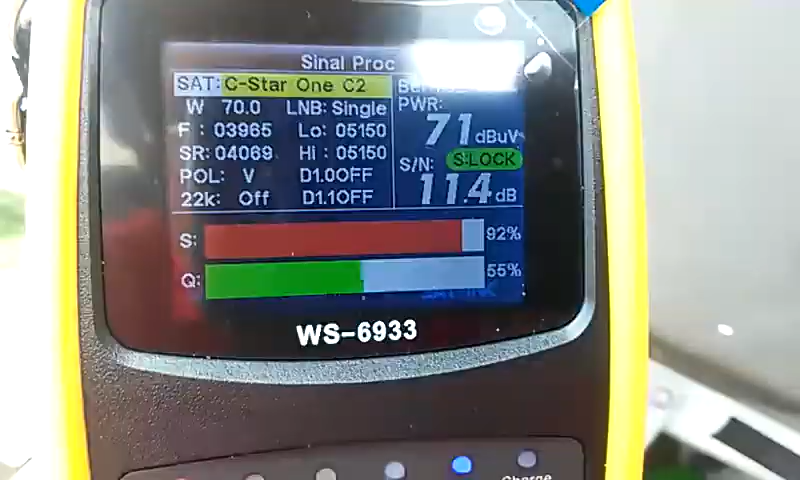 Sinal Proc
SAT: C-Star One C2
W 70.0 LNB: Single
F : 03965 Lo: 05150
SR: 04069 Hi : 05150
POL: V D1.0OFF
22k: Off D1.1OFF
PWR:
71 dBuV
S/N: S:LOCK
11.4 dB
S: 92%
Q: 55%
WS-6933
Charge